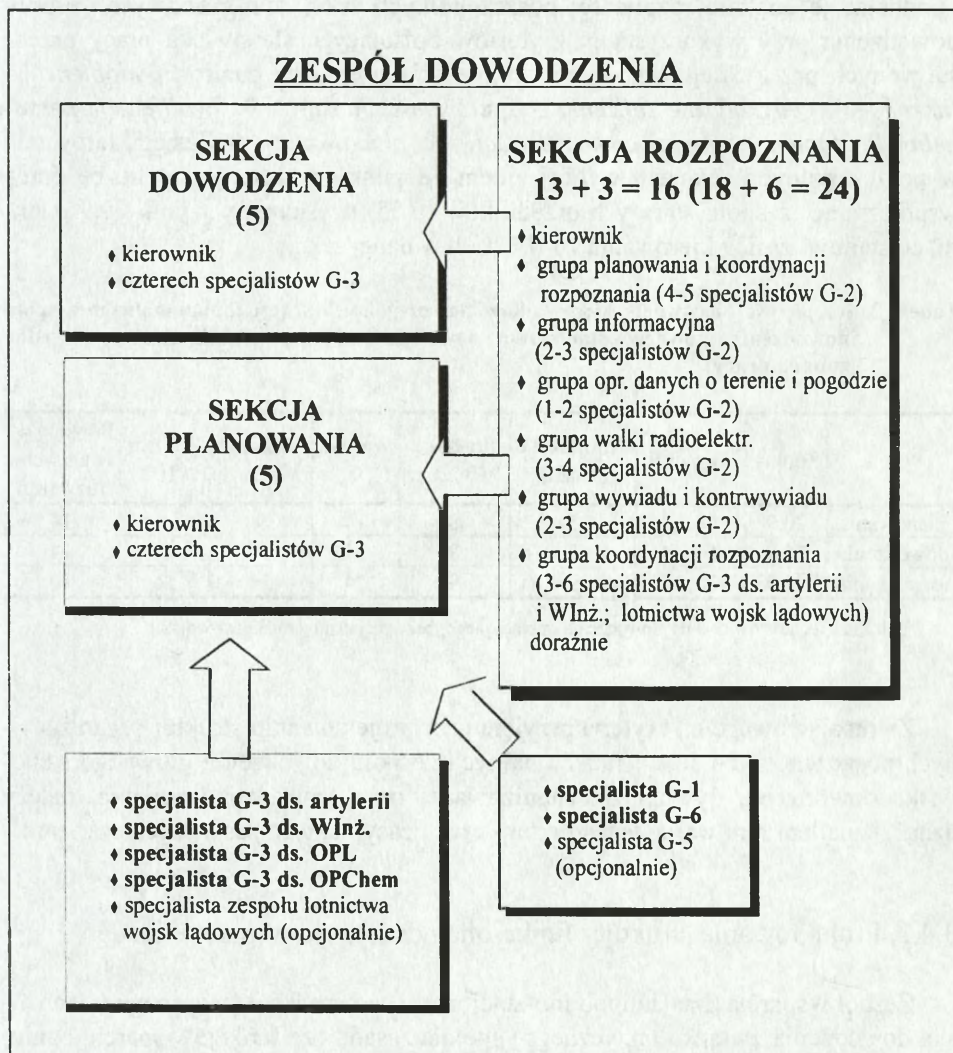 ZESPÓŁ DOWODZENIA
SEKCJA
DOWODZENIA
(5)
♦ kierownik
♦ czterech specjalistów G-3
SEKCJA
PLANOWANIA
(5)
♦ kierownik
♦ czterech specjalistów G-3
SEKCJA ROZPOZNANIA
13 + 3 = 16 (18 + 6 = 24)
♦ kierownik
♦ grupa planowania i koordynacji
rozpoznania (4-5 specjalistów G-2)
♦ grupa informacyjna
(2-3 specjalistów G-2)
♦ grupa opr. danych o terenie i pogodzie
(1-2 specjalistów G-2)
♦ grupa walki radioelektr.
(3-4 specjalistów G-2)
♦ grupa wywiadu i kontrwywiadu
(2-3 specjalistów G-2)
♦ grupa koordynacji rozpoznania
(3-6 specjalistów G-3 ds. artylerii
i WInż.; lotnictwa wojsk lądowych)
doraźnie
♦ specjalista G-3 ds. artylerii
♦ specjalista G-3 ds. WInż.
♦ specjalista G-3 ds. OPL
♦ specjalista G-3 ds. OPChem
♦ specjalista zespołu lotnictwa
wojsk lądowych (opcjonalnie)
♦ specjalista G-1
♦ specjalista G-6
♦ specjalista G-5
(opcjonalnie)